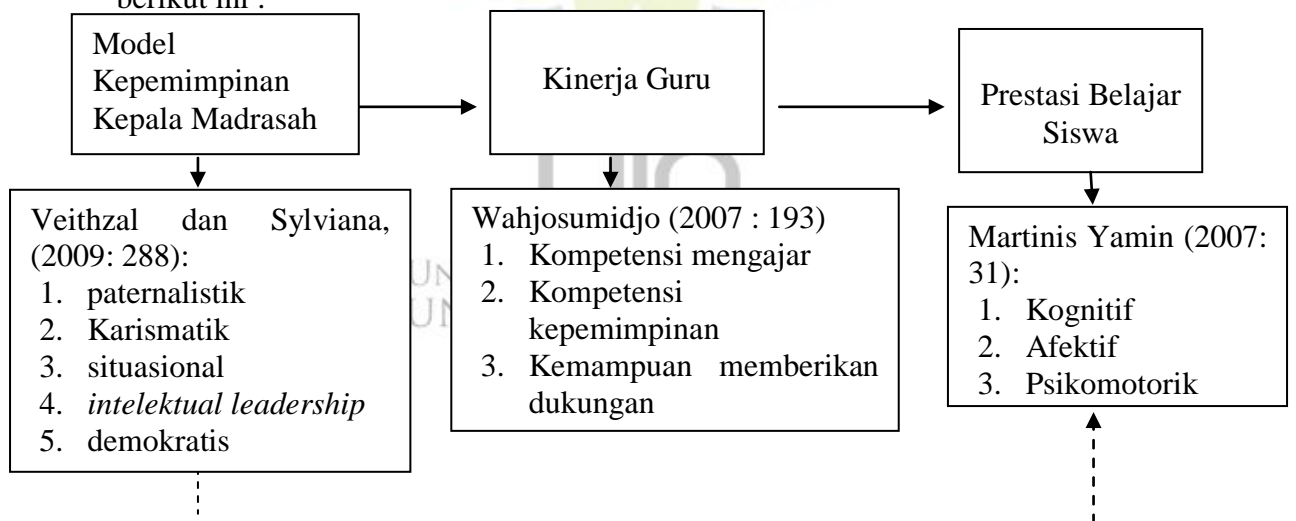 berikut ini :
Model
Kepemimpinan
Kepala Madrasah
Kinerja Guru
Prestasi Belajar
Siswa
Veithzal dan Sylviana,
(2009: 288):
1. paternalistik
2. Karismatik
3. situasional
4. intelektual leadership
5. demokratis
Wahjosumidjo (2007 : 193)
1. Kompetensi mengajar
2. Kompetensi
kepemimpinan
3. Kemampuan memberikan
dukungan
Martinis Yamin (2007:
31):
1. Kognitif
2. Afektif
3. Psikomotorik